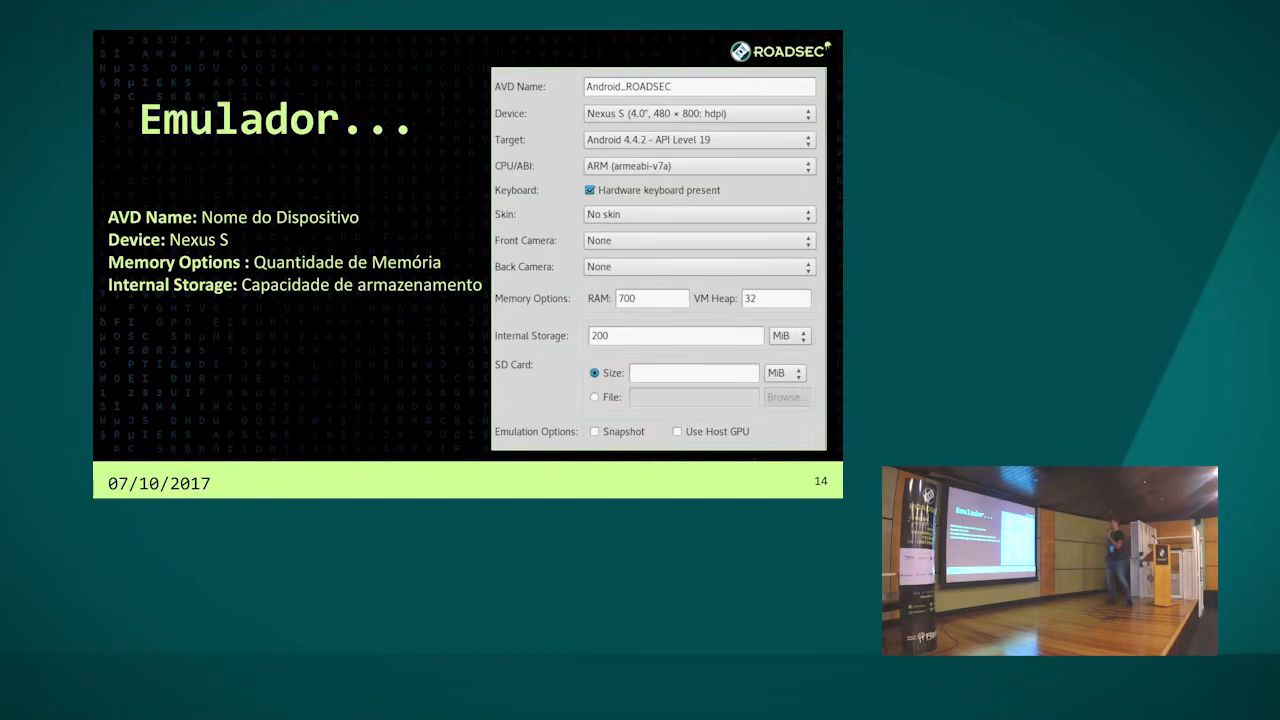 ROADSEC
Emulador...
AVD Name: Nome do Dispositivo
Device: Nexus S
Memory Options : Quantidade de Memória
Internal Storage: Capacidade de armazenamento
AVD Name: Android_ROADSEC
Device: Nexus S (4.0", 480 × 800: hdpi)
Target: Android 4.4.2 - API Level 19
CPU/ABI: ARM (armeabi-v7a)
Keyboard: Hardware keyboard present
Skin: No skin
Front Camera: None
Back Camera: None
Memory Options: RAM: 700 VM Heap: 32
Internal Storage: 200 MiB
SD Card:
Size: MiB
File: Browse...
Emulation Options: Snapshot Use Host GPU
07/10/2017
14
Emulador...